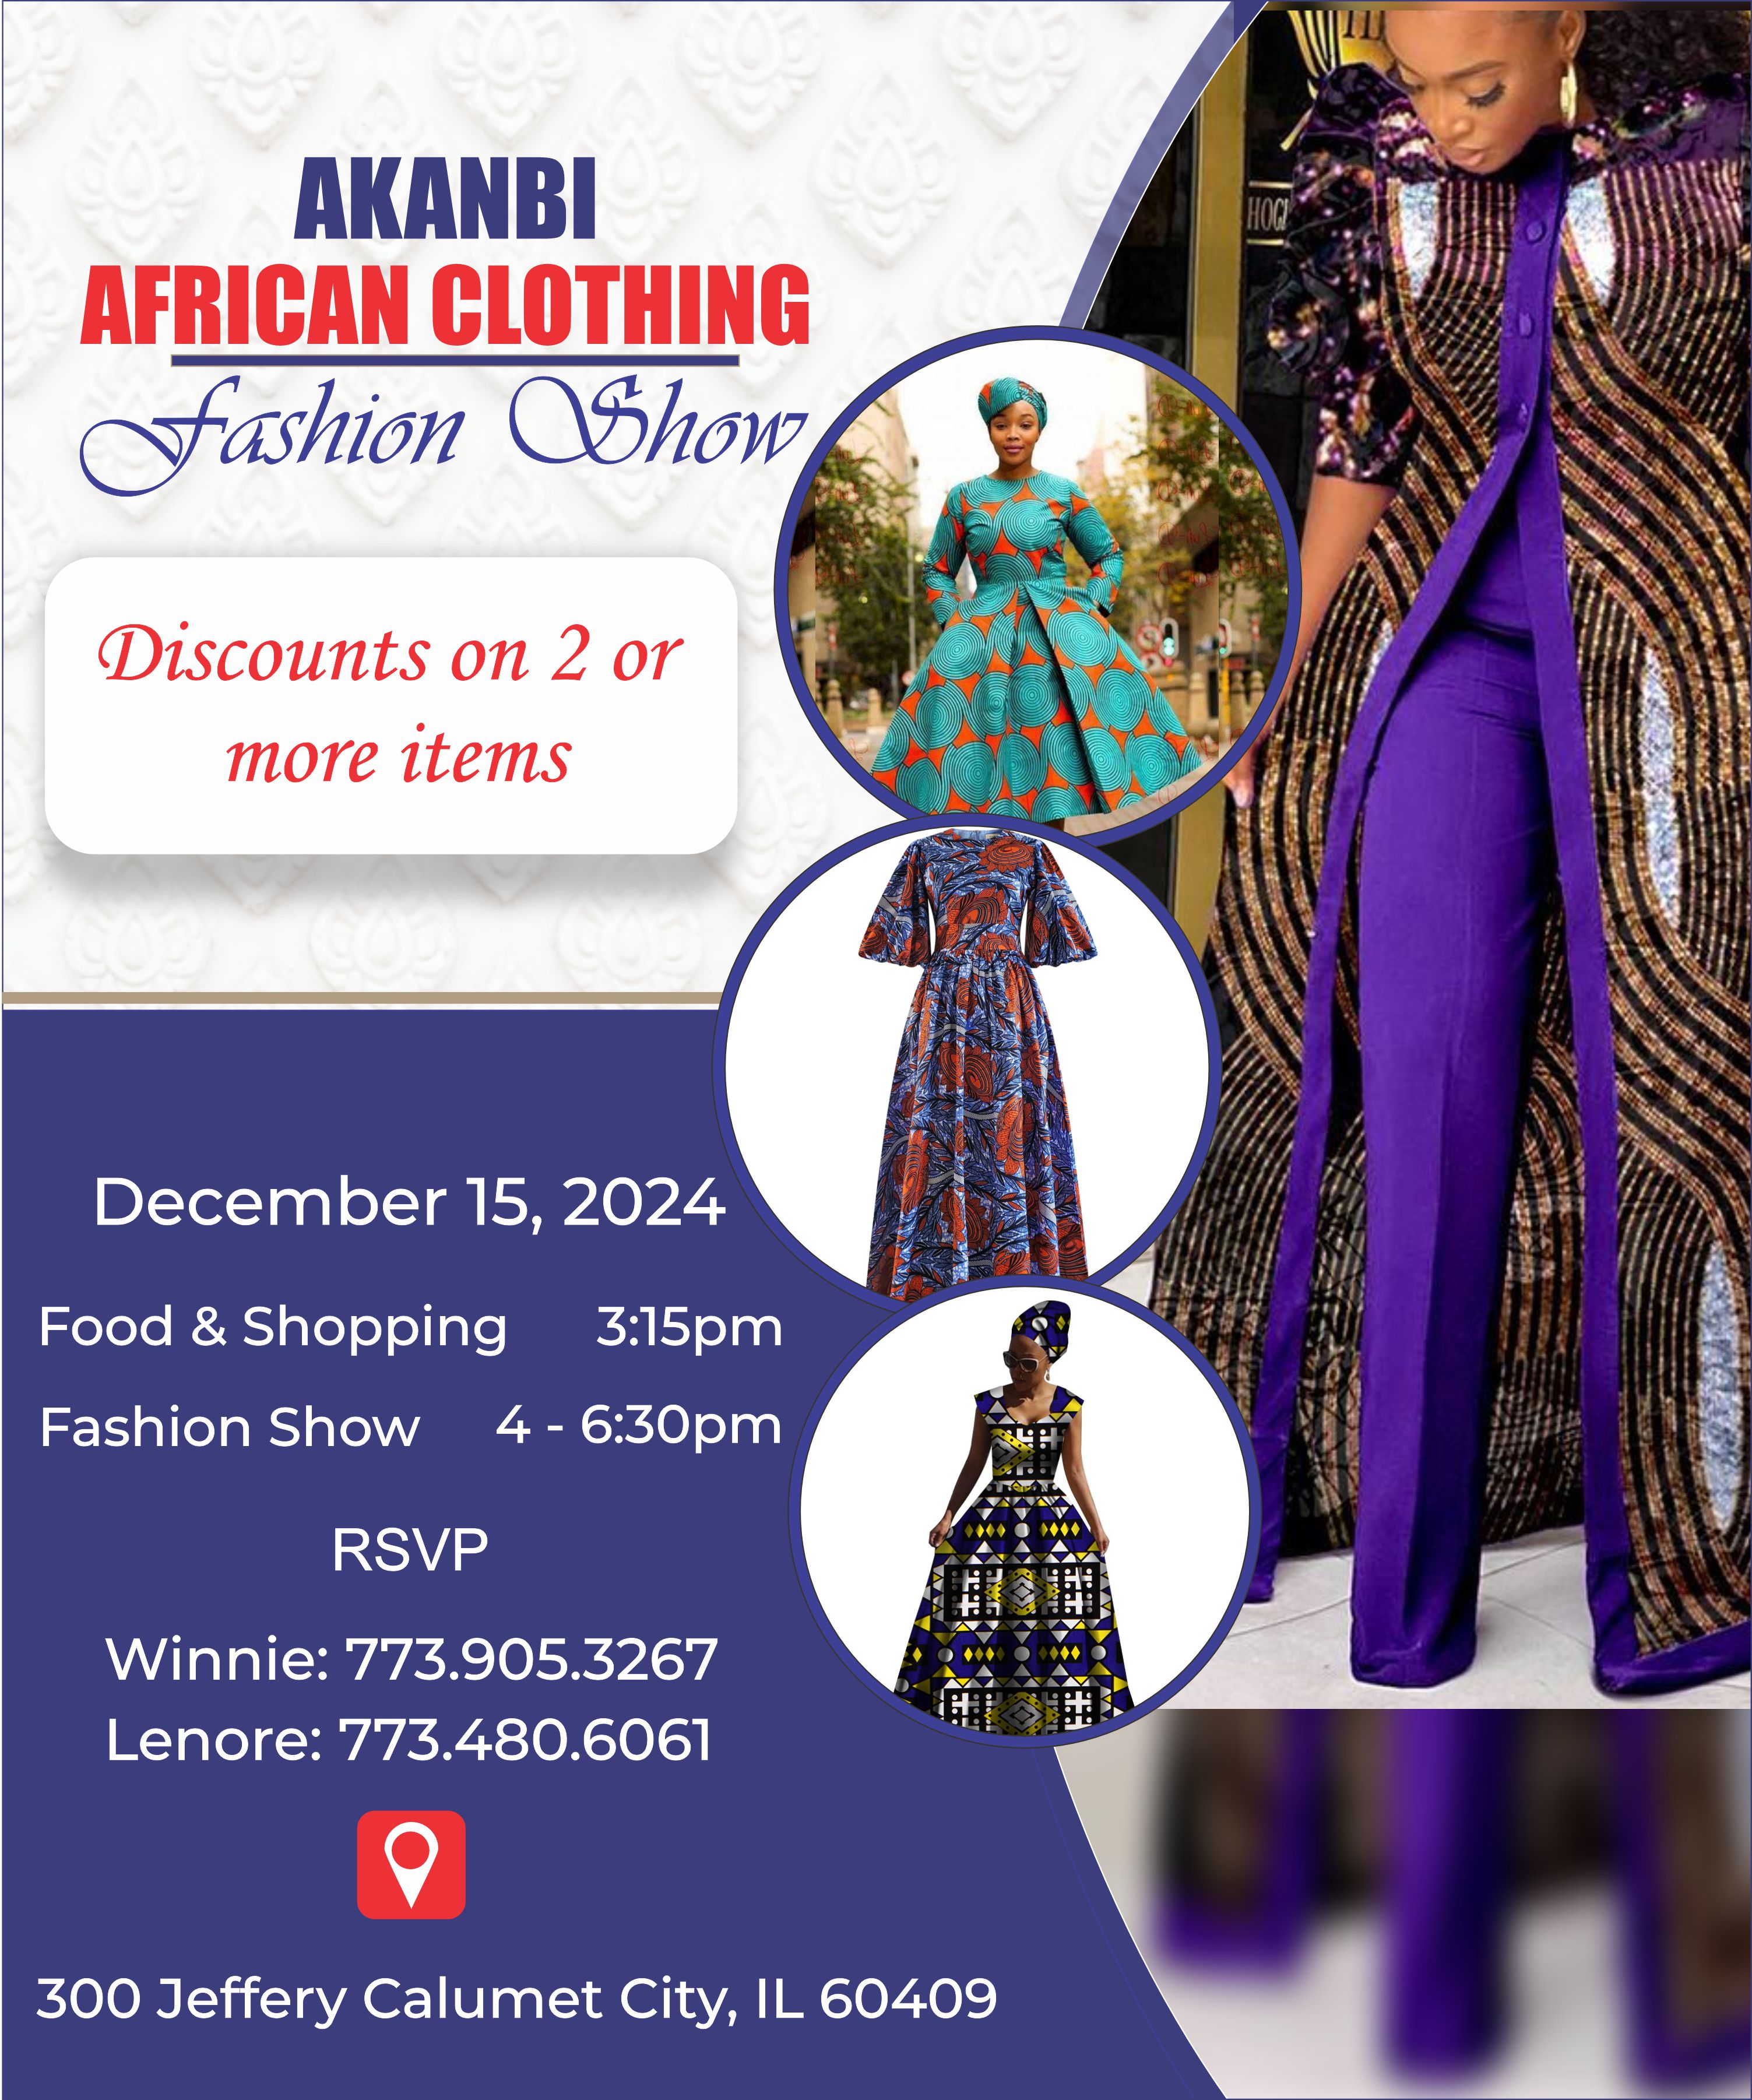 AKANBI
AFRICAN CLOTHING
Fashion Show
Discounts on 2 or
more items
December 15, 2024
Food & Shopping 3:15pm
Fashion Show 4 - 6:30pm
RSVP
Winnie: 773.905.3267
Lenore: 773.480.6061
300 Jeffery Calumet City, IL 60409